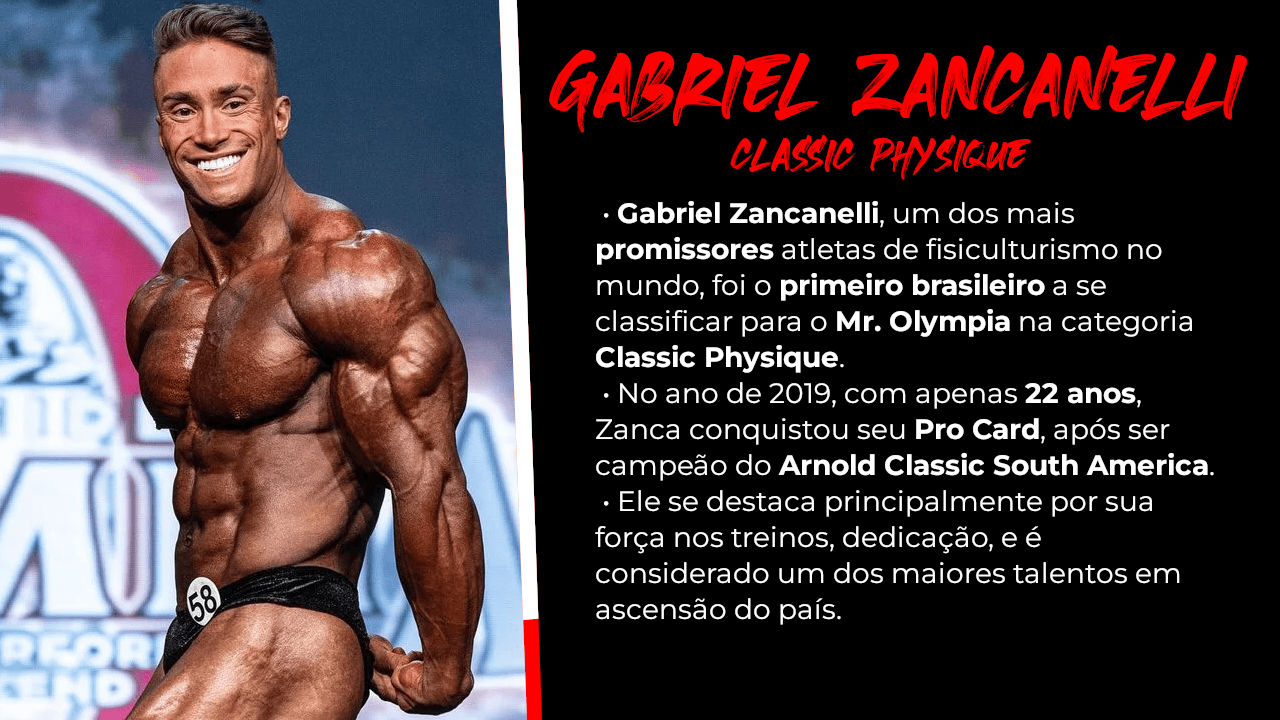 GABRIEL ZANCANELLI
CLASSIC PHYSIQUE
• Gabriel Zancanelli, um dos mais
promissores atletas de fisiculturismo no
mundo, foi o primeiro brasileiro a se
classificar para o Mr. Olympia na categoria
Classic Physique.
• No ano de 2019, com apenas 22 anos,
Zanca conquistou seu Pro Card, após ser
campeão do Arnold Classic South America.
• Ele se destaca principalmente por sua
força nos treinos, dedicação, e é
considerado um dos maiores talentos em
ascensão do país.
58